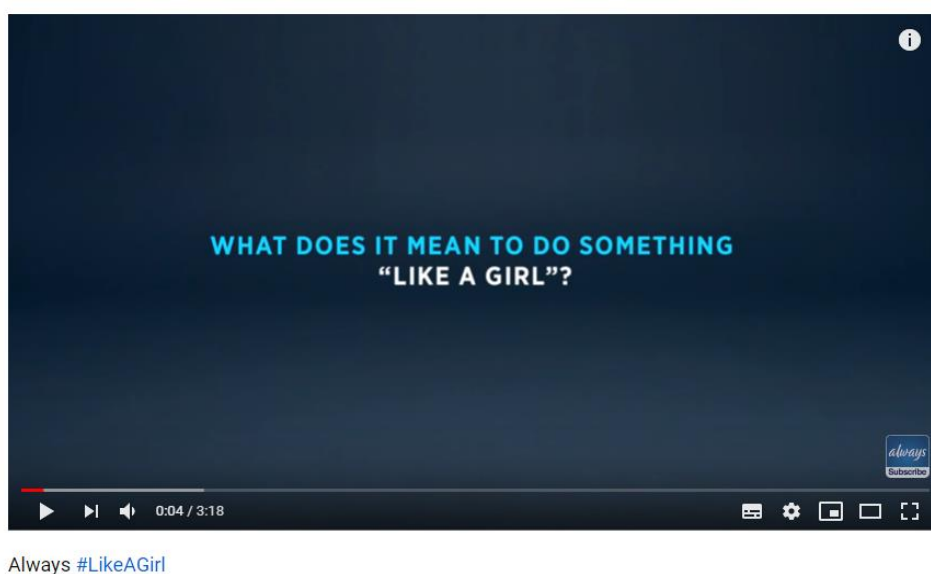 WHAT DOES IT MEAN TO DO SOMETHING
“LIKE A GIRL”?
always
Subscribe
0:04 / 3:18
Always #LikeAGirl